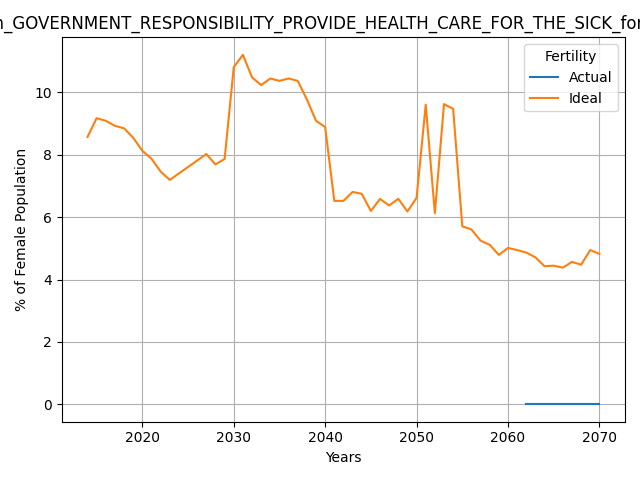 _GOVERNMENT_RESPONSIBILITY_PROVIDE_HEALTH_CARE_FOR_THE_SICK_for
Fertility
Actual
Ideal
% of Female Population
10
8
6
4
2
0
2020 2030 2040 2050 2060 2070
Years